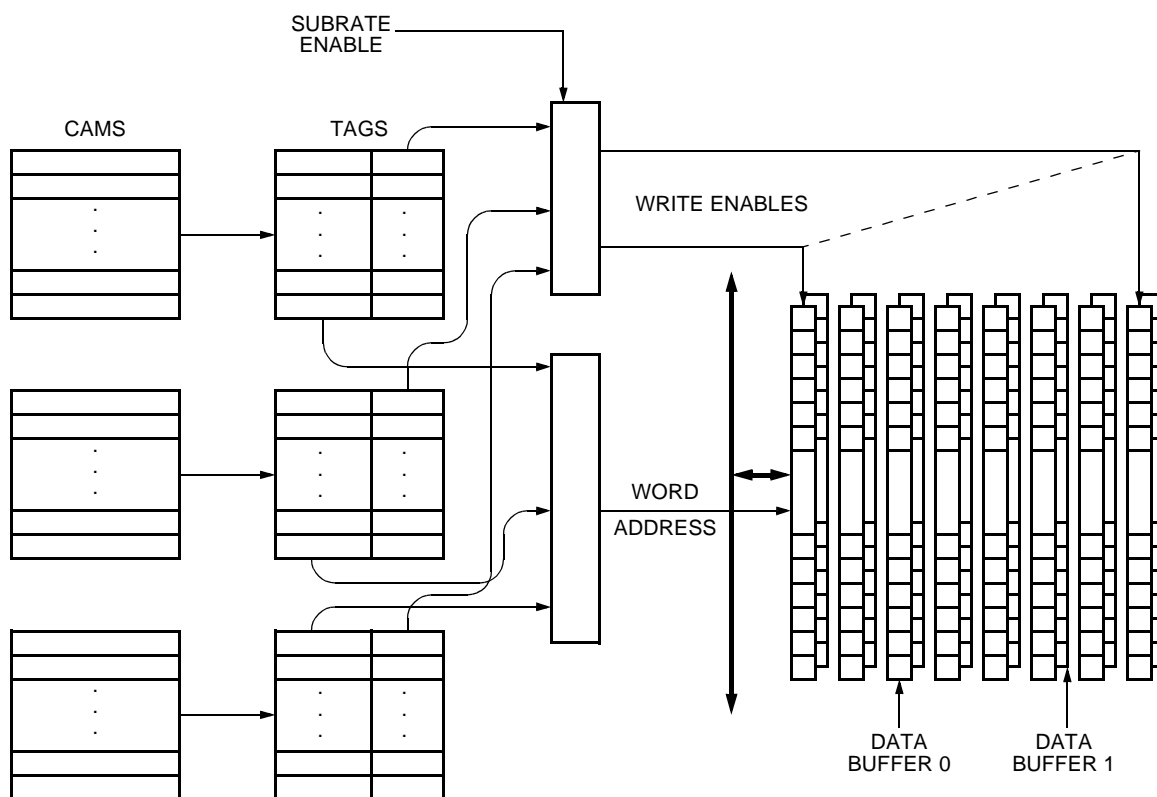 SUBRATE
ENABLE
CAMS
TAGS
WRITE ENABLES
WORD
ADDRESS
DATA
BUFFER 0
DATA
BUFFER 1